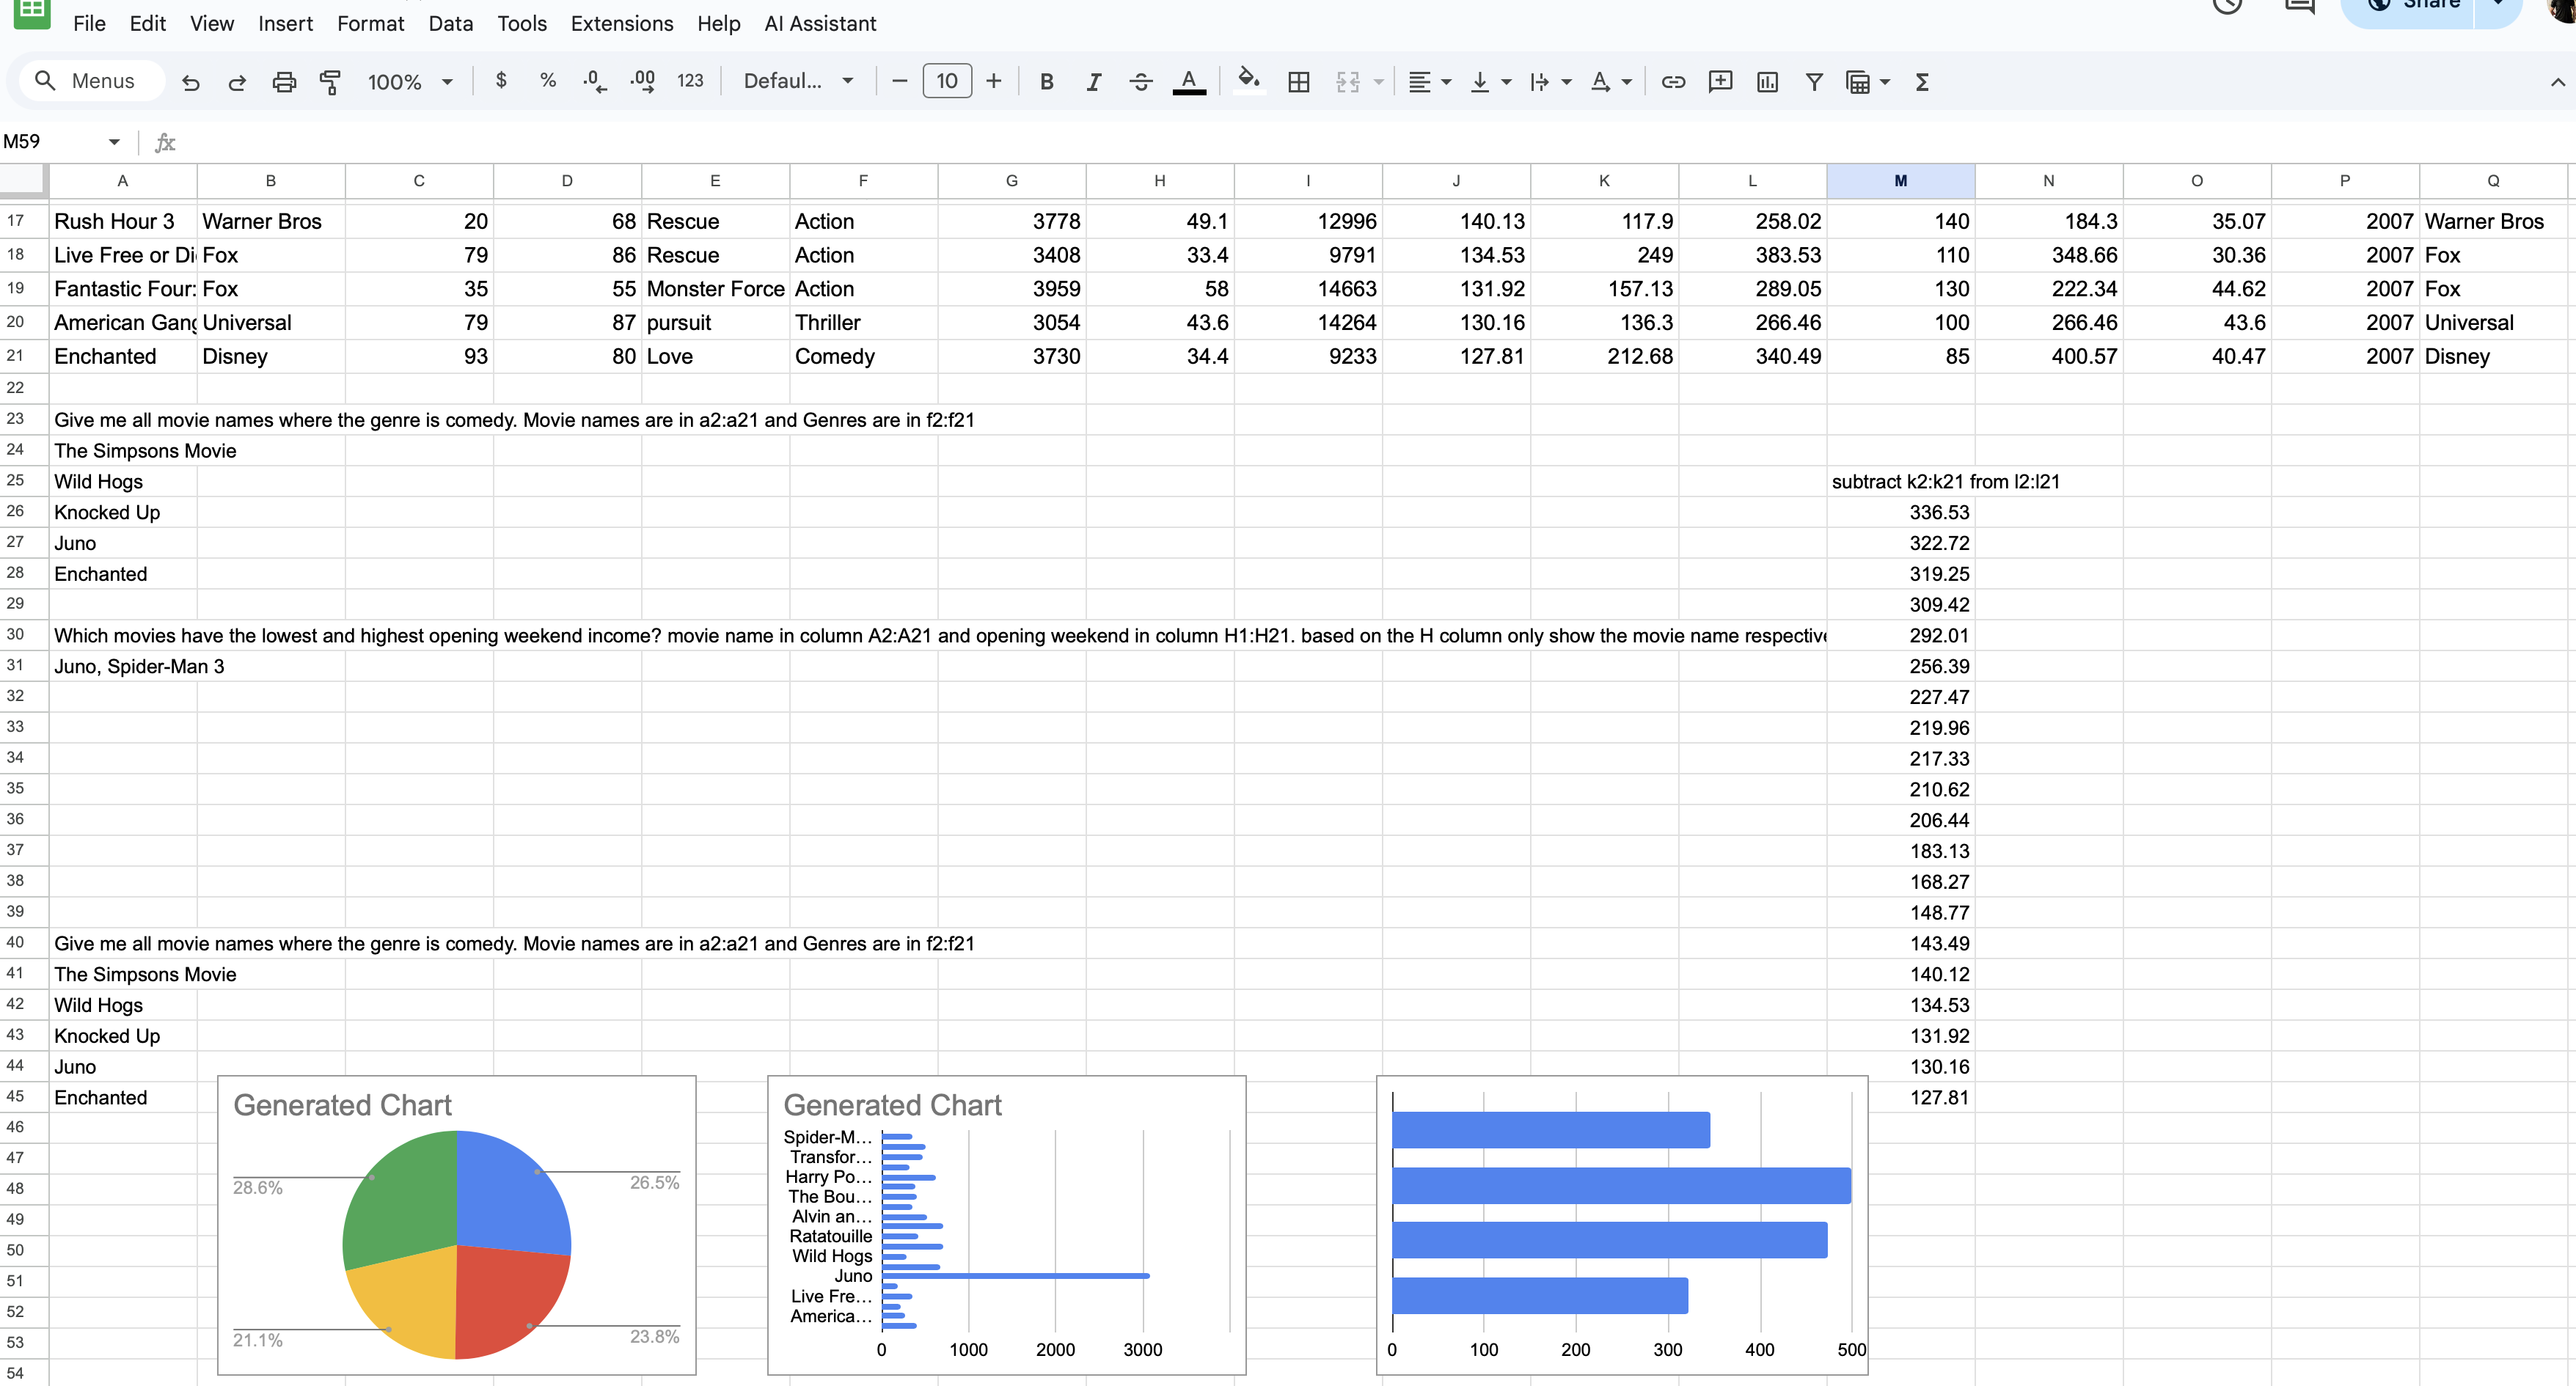 File Edit View Insert Format Data Tools Extensions Help AI Assistant
Share
Menus 100% $ % .0 .00 123 Defaul... 10 B I A
M59 fx
A B C D E F G H I J K L M N O P Q
17 Rush Hour 3 Warner Bros 20 68 Rescue Action 3778 49.1 12996 140.13 117.9 258.02 140 184.3 35.07 2007 Warner Bros
18 Live Free or Di Fox 79 86 Rescue Action 3408 33.4 9791 134.53 249 383.53 110 348.66 30.36 2007 Fox
19 Fantastic Four: Fox 35 55 Monster Force Action 3959 58 14663 131.92 157.13 289.05 130 222.34 44.62 2007 Fox
20 American Gang Universal 79 87 pursuit Thriller 3054 43.6 14264 130.16 136.3 266.46 100 266.46 43.6 2007 Universal
21 Enchanted Disney 93 80 Love Comedy 3730 34.4 9233 127.81 212.68 340.49 85 400.57 40.47 2007 Disney
22
23 Give me all movie names where the genre is comedy. Movie names are in a2:a21 and Genres are in f2:f21
24 The Simpsons Movie
25 Wild Hogs subtract k2:k21 from l2:l21
26 Knocked Up 336.53
27 Juno 322.72
28 Enchanted 319.25
29 309.42
30 Which movies have the lowest and highest opening weekend income? movie name in column A2:A21 and opening weekend in column H1:H21. based on the H column only show the movie name respective 292.01
31 Juno, Spider-Man 3 256.39
32 227.47
33 219.96
34 217.33
35 210.62
36 206.44
37 183.13
38 168.27
39 148.77
40 Give me all movie names where the genre is comedy. Movie names are in a2:a21 and Genres are in f2:f21 143.49
41 The Simpsons Movie 140.12
42 Wild Hogs 134.53
43 Knocked Up 131.92
44 Juno 130.16
45 Enchanted 127.81
46
47
48
49
50
51
52
53
54
Generated Chart
28.6%
26.5%
21.1%
23.8%
Generated Chart
Spider-M...
Transfor...
Harry Po...
The Bou...
Alvin an...
Ratatouille
Wild Hogs
Juno
Live Fre...
America...
0 1000 2000 3000
0 100 200 300 400 500